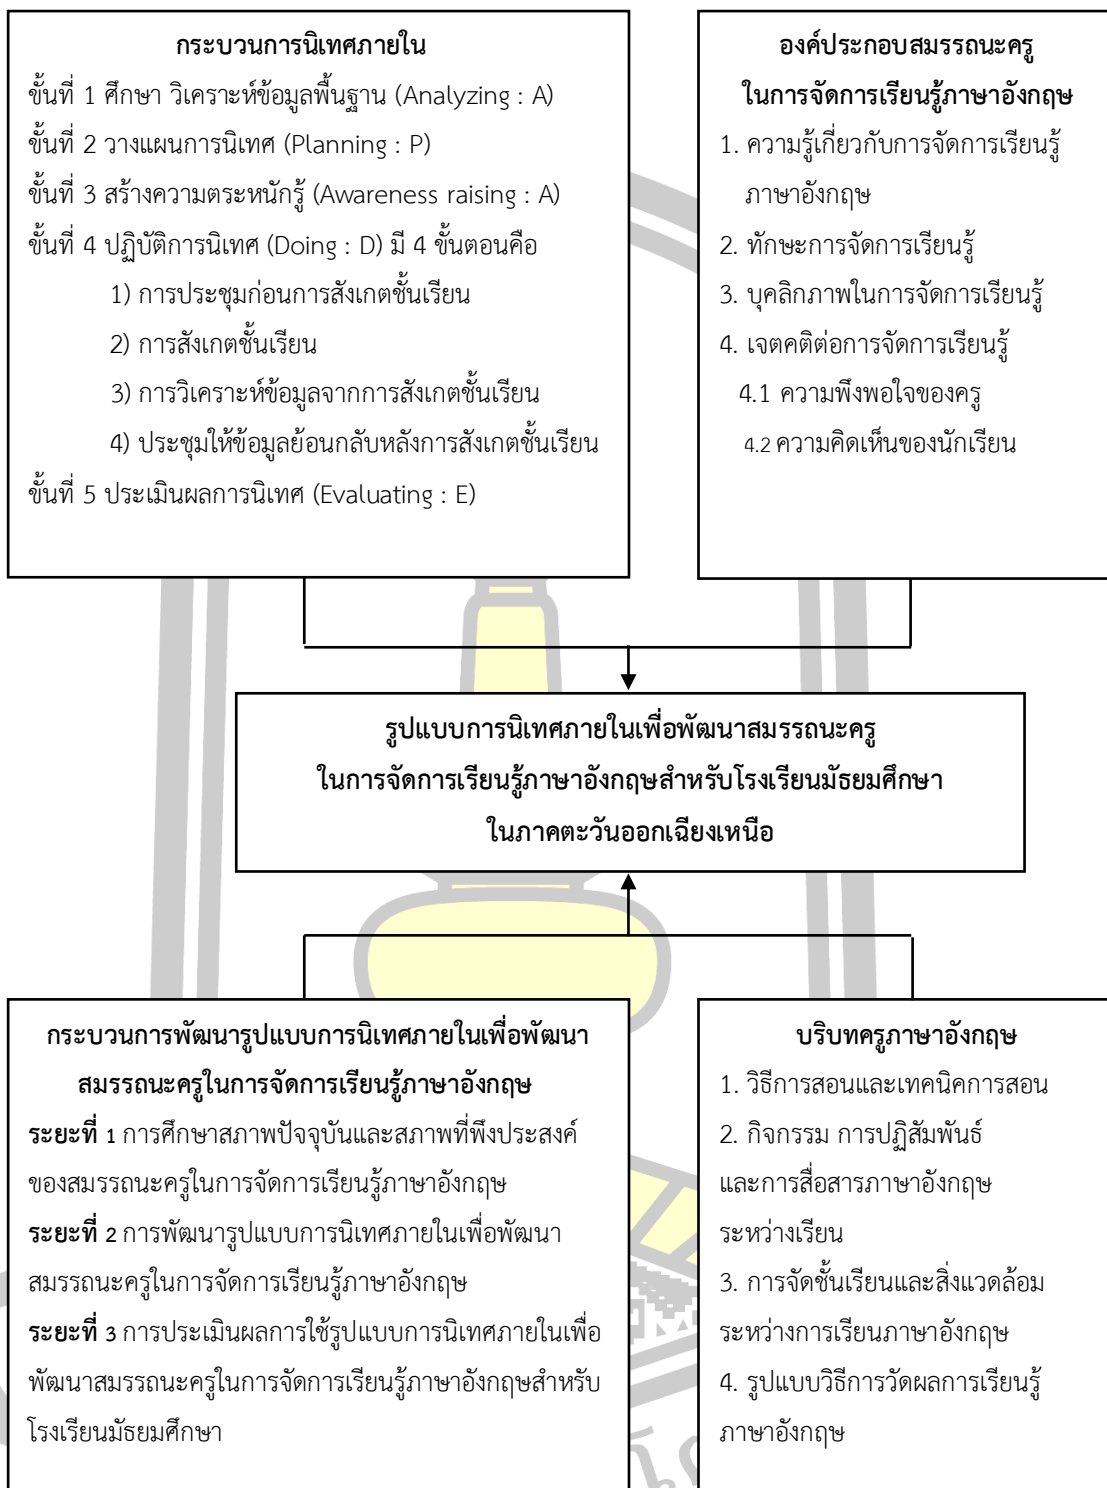 กระบวนการนิเทศภายใน
ขั้นที่ 1 ศึกษา วิเคราะห์ข้อมูลพื้นฐาน (Analyzing : A)
ขั้นที่ 2 วางแผนการนิเทศ (Planning : P)
ขั้นที่ 3 สร้างความตระหนักรู้ (Awareness raising : A)
ขั้นที่ 4 ปฏิบัติการนิเทศ (Doing : D) มี 4 ขั้นตอนคือ
1) การประชุมก่อนการสังเกตชั้นเรียน
2) การสังเกตชั้นเรียน
3) การวิเคราะห์ข้อมูลจากการสังเกตชั้นเรียน
4) ประชุมให้ข้อมูลย้อนกลับหลังการสังเกตชั้นเรียน
ขั้นที่ 5 ประเมินผลการนิเทศ (Evaluating : E)
องค์ประกอบสมรรถนะครู
ในการจัดการเรียนรู้ภาษาอังกฤษ
1. ความรู้เกี่ยวกับการจัดการเรียนรู้
ภาษาอังกฤษ
2. ทักษะการจัดการเรียนรู้
3. บุคลิกภาพในการจัดการเรียนรู้
4. เจตคติต่อการจัดการเรียนรู้
4.1 ความพึงพอใจของครู
4.2 ความคิดเห็นของนักเรียน
รูปแบบการนิเทศภายในเพื่อพัฒนาสมรรถนะครู
ในการจัดการเรียนรู้ภาษาอังกฤษสำหรับโรงเรียนมัธยมศึกษา
ในภาคตะวันออกเฉียงเหนือ
กระบวนการพัฒนารูปแบบการนิเทศภายในเพื่อพัฒนา
สมรรถนะครูในการจัดการเรียนรู้ภาษาอังกฤษ
ระยะที่ 1 การศึกษาสภาพปัจจุบันและสภาพที่พึงประสงค์
ของสมรรถนะครูในการจัดการเรียนรู้ภาษาอังกฤษ
ระยะที่ 2 การพัฒนารูปแบบการนิเทศภายในเพื่อพัฒนา
สมรรถนะครูในการจัดการเรียนรู้ภาษาอังกฤษ
ระยะที่ 3 การประเมินผลการใช้รูปแบบการนิเทศภายในเพื่อ
พัฒนาสมรรถนะครูในการจัดการเรียนรู้ภาษาอังกฤษสำหรับ
โรงเรียนมัธยมศึกษา
บริบทครูภาษาอังกฤษ
1. วิธีการสอนและเทคนิคการสอน
2. กิจกรรม การปฏิสัมพันธ์
และการสื่อสารภาษาอังกฤษ
ระหว่างเรียน
3. การจัดชั้นเรียนและสิ่งแวดล้อม
ระหว่างการเรียนภาษาอังกฤษ
4. รูปแบบวิธีการวัดผลการเรียนรู้
ภาษาอังกฤษ